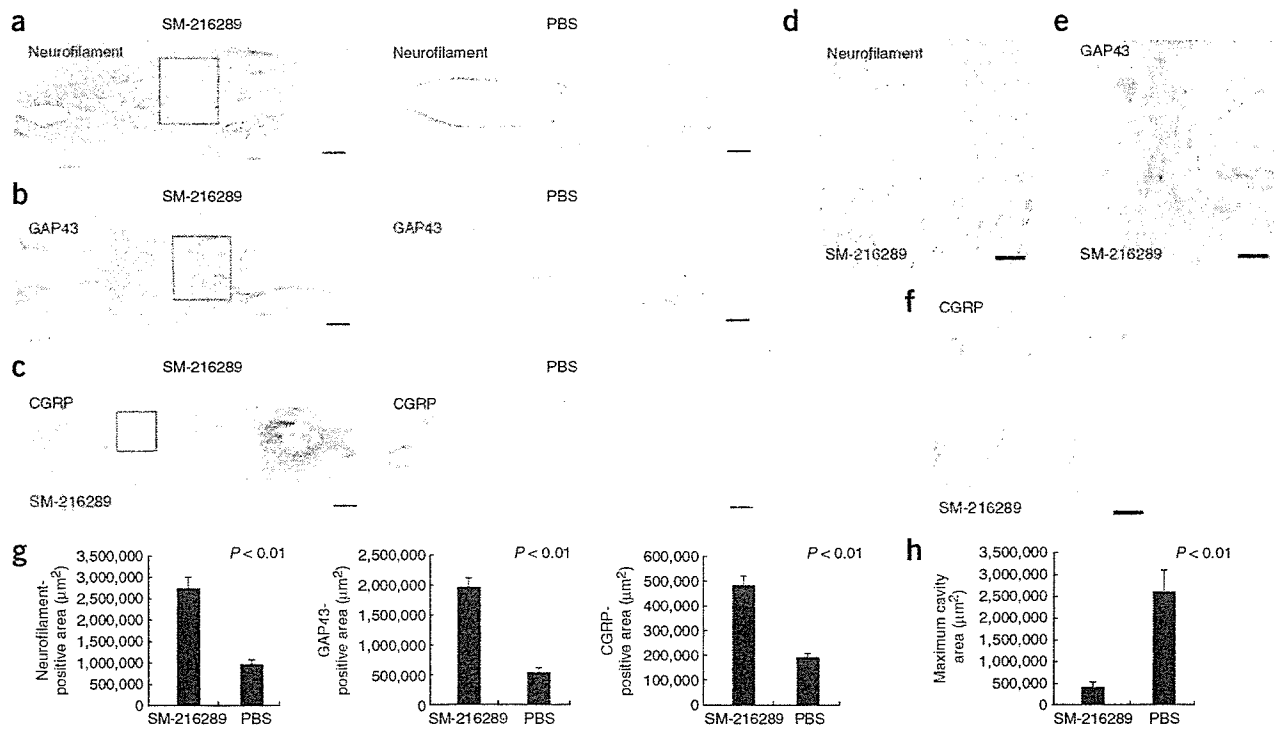 a
SM-216289
PBS
Neurofilament
Neurofilament
b
SM-216289
PBS
GAP43
GAP43
c
SM-216289
PBS
CGRP
CGRP
SM-216289
d
Neurofilament
SM-216289
e
GAP43
SM-216289
f
CGRP
SM-216289
g
Neurofilament-
positive area (μm²)
3,500,000
3,000,000
2,500,000
2,000,000
1,500,000
1,000,000
500,000
0
P < 0.01
SM-216289 PBS
GAP43-
positive area (μm²)
2,500,000
2,000,000
1,500,000
1,000,000
500,000
0
P < 0.01
SM-216289 PBS
CGRP-
positive area (μm²)
600,000
500,000
400,000
300,000
200,000
100,000
0
P < 0.01
SM-216289 PBS
h
Maximum cavity
area (μm²)
3,500,000
3,000,000
2,500,000
2,000,000
1,500,000
1,000,000
500,000
0
P < 0.01
SM-216289 PBS